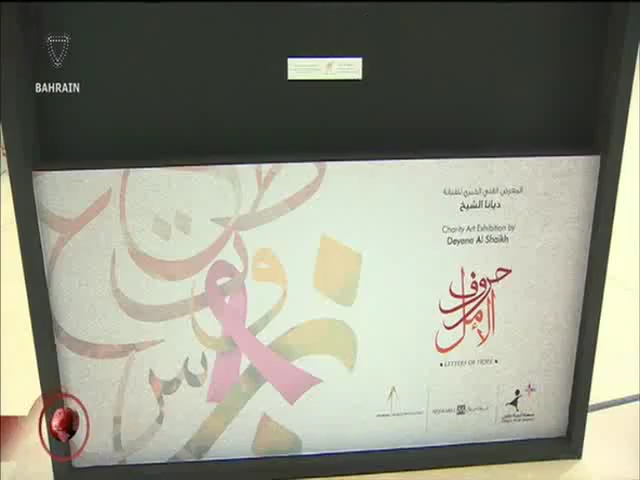 BAHRAIN
المعرض الفني الخيري للفنانة
ديانا الشيخ
Charity Art Exhibition by
Deyana Al Shaikh
حروف
الأمل
• LETTERS OF HOPE •